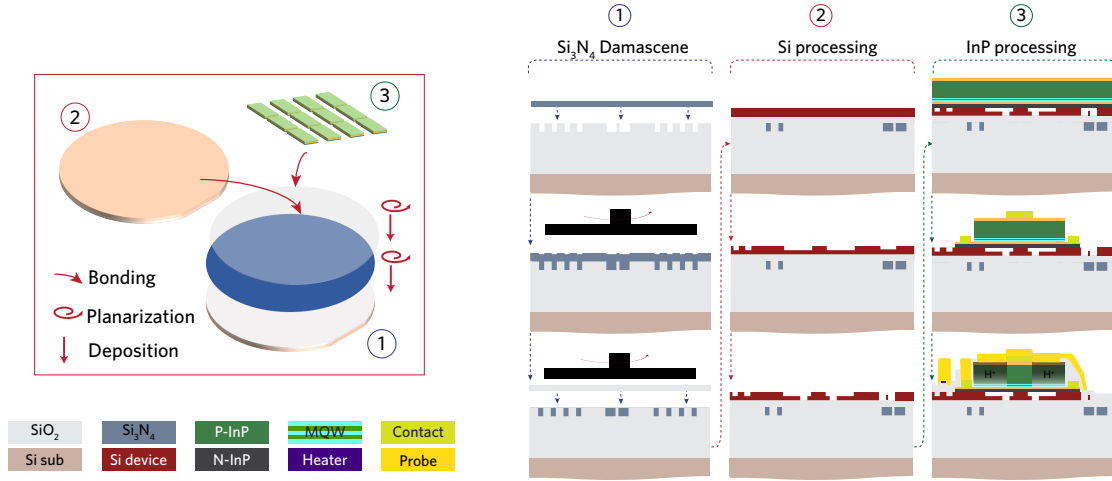 2
3
Bonding
Planarization
Deposition
1
SiO₂
Si₃N₄
P-InP
MQW
Contact
Si sub
Si device
N-InP
Heater
Probe
1
2
3
Si₃N₄ Damascene
Si processing
InP processing
H⁺
H⁺